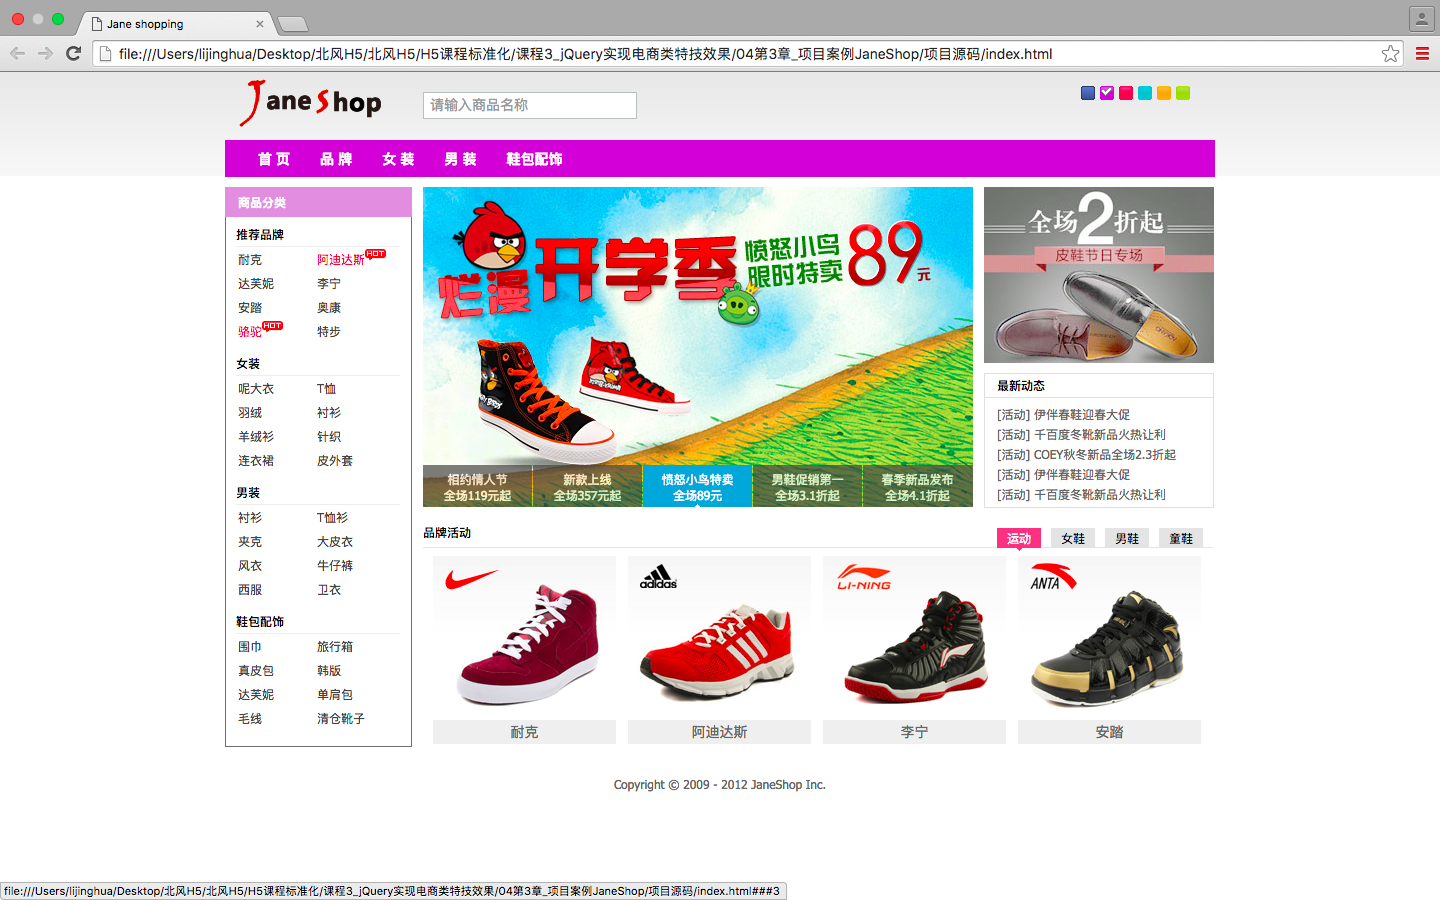 Jane shopping
file:///Users/lijinghua/Desktop/北风H5/北风H5/H5课程标准化/课程3_jQuery实现电商类特技效果/04第3章_项目案例JaneShop/项目源码/index.html
Jane Shop
请输入商品名称
首 页 品 牌 女 装 男 装 鞋包配饰
商品分类
推荐品牌
耐克 阿迪达斯 HOT
达芙妮 李宁
安踏 奥康
骆驼 HOT 特步
女装
呢大衣 T恤
羽绒 衬衫
羊绒衫 针织
连衣裙 皮外套
男装
衬衫 T恤衫
夹克 大皮衣
风衣 牛仔裤
西服 卫衣
鞋包配饰
围巾 旅行箱
真皮包 韩版
达芙妮 单肩包
毛线 清仓靴子
烂漫开学季
愤怒小鸟
限时特卖
89元
相约情人节
全场119元起
新款上线
全场357元起
愤怒小鸟特卖
全场89元
男鞋促销第一
全场3.1折起
春季新品发布
全场4.1折起
全场2折起
皮鞋节日专场
最新动态
[活动] 伊伴春鞋迎春大促
[活动] 千百度冬靴新品火热让利
[活动] COEY秋冬新品全场2.3折起
[活动] 伊伴春鞋迎春大促
[活动] 千百度冬靴新品火热让利
品牌活动
运动 女鞋 男鞋 童鞋
adidas
LI-NING
ANTA
耐克
阿迪达斯
李宁
安踏
Copyright © 2009 - 2012 JaneShop Inc.
file:///Users/lijinghua/Desktop/北风H5/北风H5/H5课程标准化/课程3_jQuery实现电商类特技效果/04第3章_项目案例JaneShop/项目源码/index.html###3